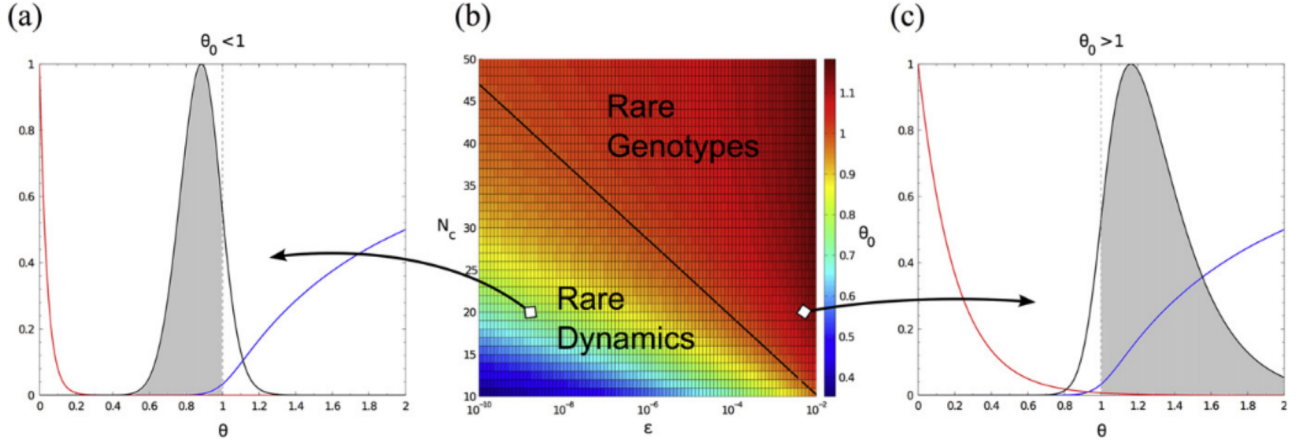 (a)
θ0 < 1
1
0.8
0.6
0.4
0.2
0
0 0.2 0.4 0.6 0.8 1 1.2 1.4 1.6 1.8 2
θ
(b)
50
45
40
35
30
25
20
15
10
Nc
Rare
Genotypes
Rare
Dynamics
10-10 10-8 10-6 10-4 10-2
ε
1.1
1
0.9
0.8
0.7
0.6
0.5
0.4
θ0
(c)
θ0 > 1
1
0.8
0.6
0.4
0.2
0
0 0.2 0.4 0.6 0.8 1 1.2 1.4 1.6 1.8 2
θ